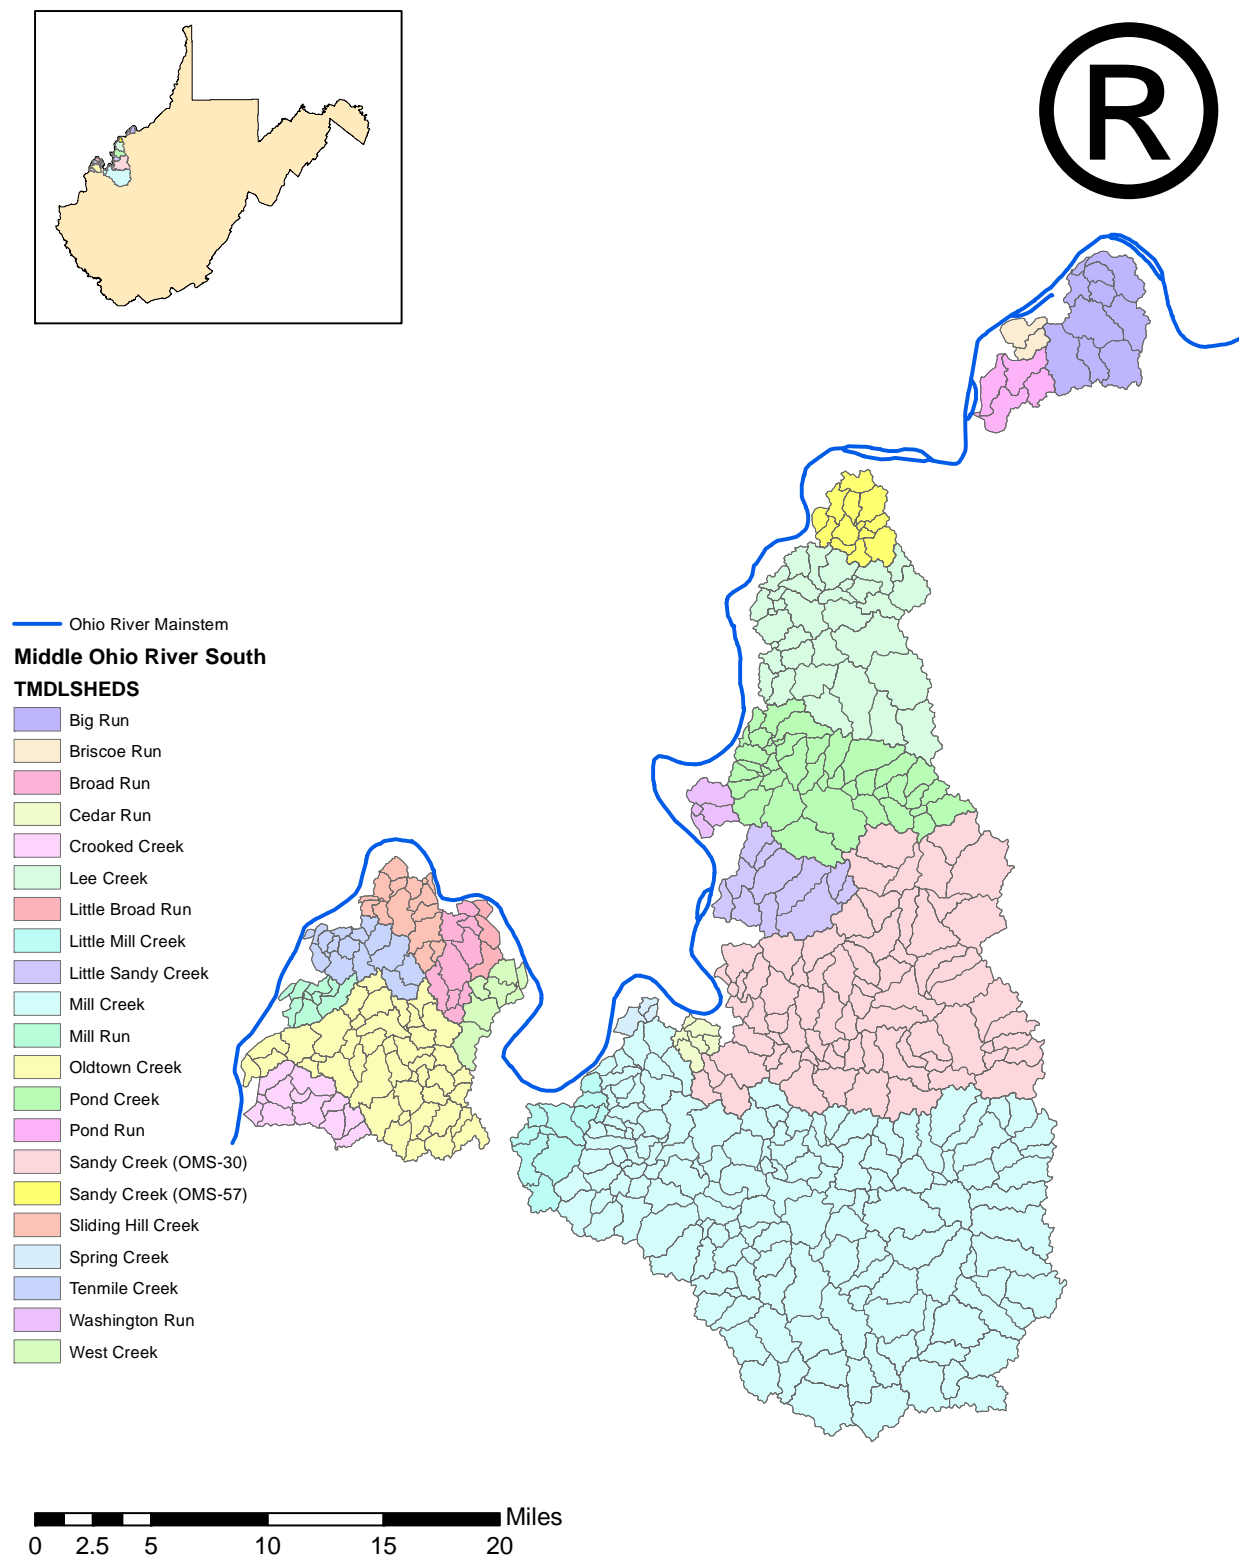 R
Ohio River Mainstem
Middle Ohio River South
TMDLSHEDS
Big Run
Briscoe Run
Broad Run
Cedar Run
Crooked Creek
Lee Creek
Little Broad Run
Little Mill Creek
Little Sandy Creek
Mill Creek
Mill Run
Oldtown Creek
Pond Creek
Pond Run
Sandy Creek (OMS-30)
Sandy Creek (OMS-57)
Sliding Hill Creek
Spring Creek
Tenmile Creek
Washington Run
West Creek
Miles
0 2.5 5 10 15 20